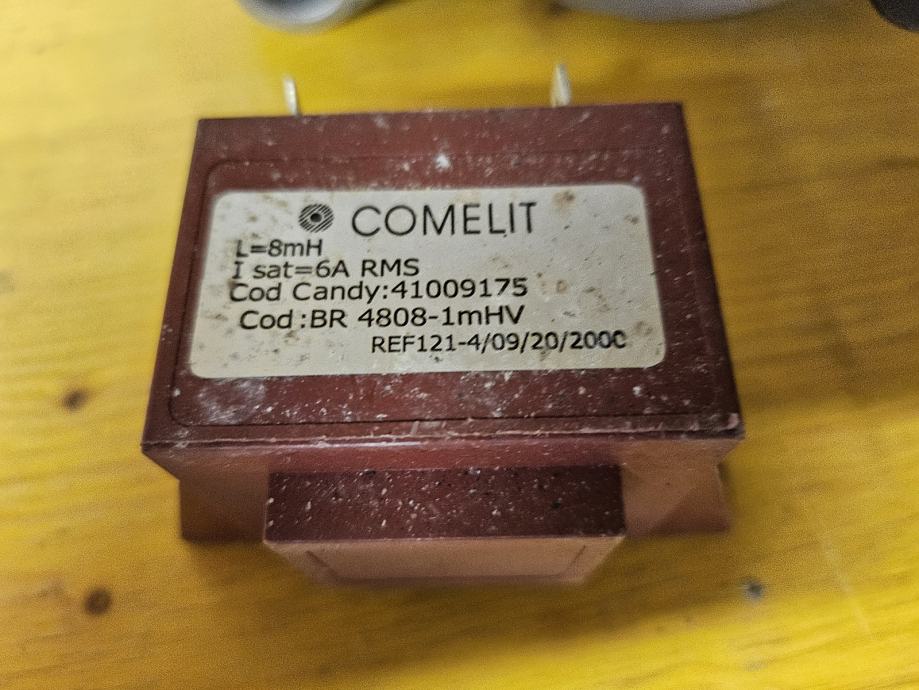 COMELIT
L=8mH
I sat=6A RMS
Cod Candy:41009175
Cod :BR 4808-1mHV
REF121-4/09/20/2000